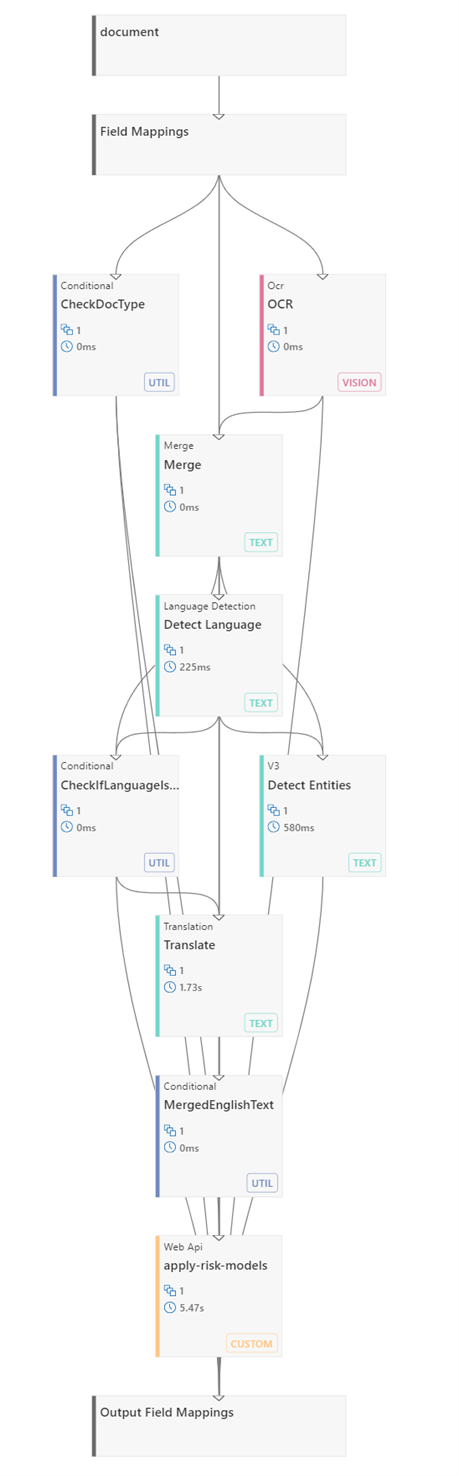 document
Field Mappings
Conditional
CheckDocType
1
0ms
UTIL
Ocr
OCR
1
0ms
VISION
Merge
Merge
1
0ms
TEXT
Language Detection
Detect Language
1
225ms
TEXT
Conditional
CheckIfLanguageIs...
1
0ms
UTIL
V3
Detect Entities
1
580ms
TEXT
Translation
Translate
1
1.73s
TEXT
Conditional
MergedEnglishText
1
0ms
UTIL
Web Api
apply-risk-models
1
5.47s
CUSTOM
Output Field Mappings